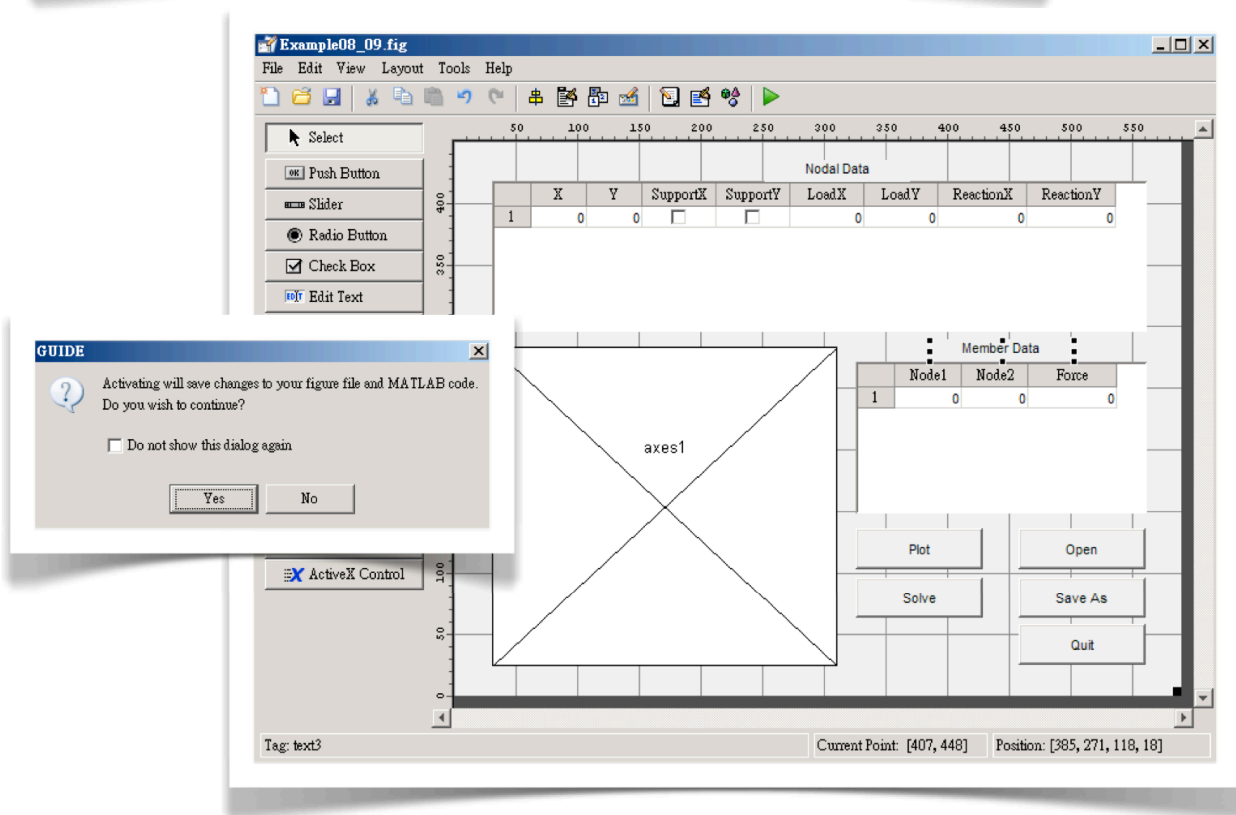 Example08_09.fig
File Edit View Layout Tools Help
Select
Push Button
Slider
Radio Button
Check Box
Edit Text
ActiveX Control
50 100 150 200 250 300 350 400 450 500 550
400
350
100
50
0
Nodal Data
X Y SupportX SupportY LoadX LoadY ReactionX ReactionY
1 0 0 0 0 0 0
GUIDE
Activating will save changes to your figure file and MATLAB code.
Do you wish to continue?
Do not show this dialog again
Yes No
axes1
Member Data
Node1 Node2 Force
1 0 0 0
Plot Open
Solve Save As
Quit
Tag: text3 Current Point: [407, 448] Position: [385, 271, 118, 18]